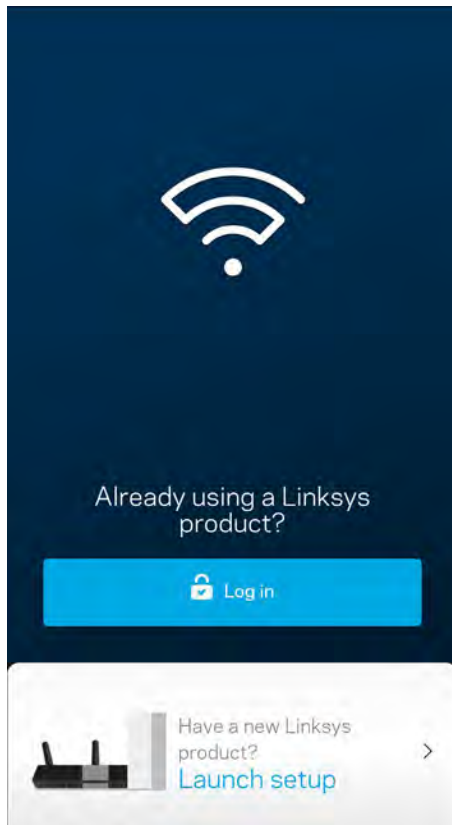 Already using a Linksys
product?
Log in
Have a new Linksys
product?
Launch setup